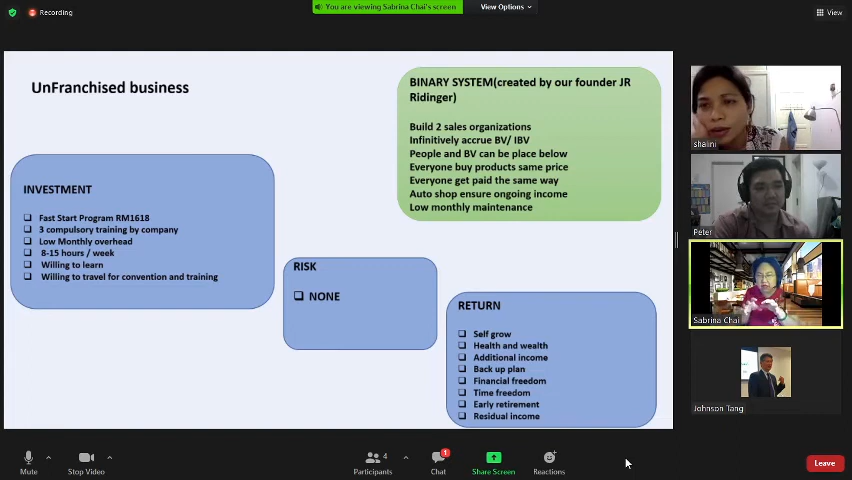 Recording
You are viewing Sabrina Chai's screen
View Options
View
UnFranchised business
BINARY SYSTEM(created by our founder JR
Ridinger)
Build 2 sales organizations
Infinitively accrue BV/ IBV
People and BV can be place below
Everyone buy products same price
Everyone get paid the same way
Auto shop ensure ongoing income
Low monthly maintenance
INVESTMENT
Fast Start Program RM1618
3 compulsory training by company
Low Monthly overhead
8-15 hours / week
Willing to learn
Willing to travel for convention and training
RISK
NONE
RETURN
Self grow
Health and wealth
Additional income
Back up plan
Financial freedom
Time freedom
Early retirement
Residual income
shalini
Peter
Sabrina Chai
Johnson Tang
Mute
Stop Video
4
Participants
1
Chat
Share Screen
Reactions
Leave